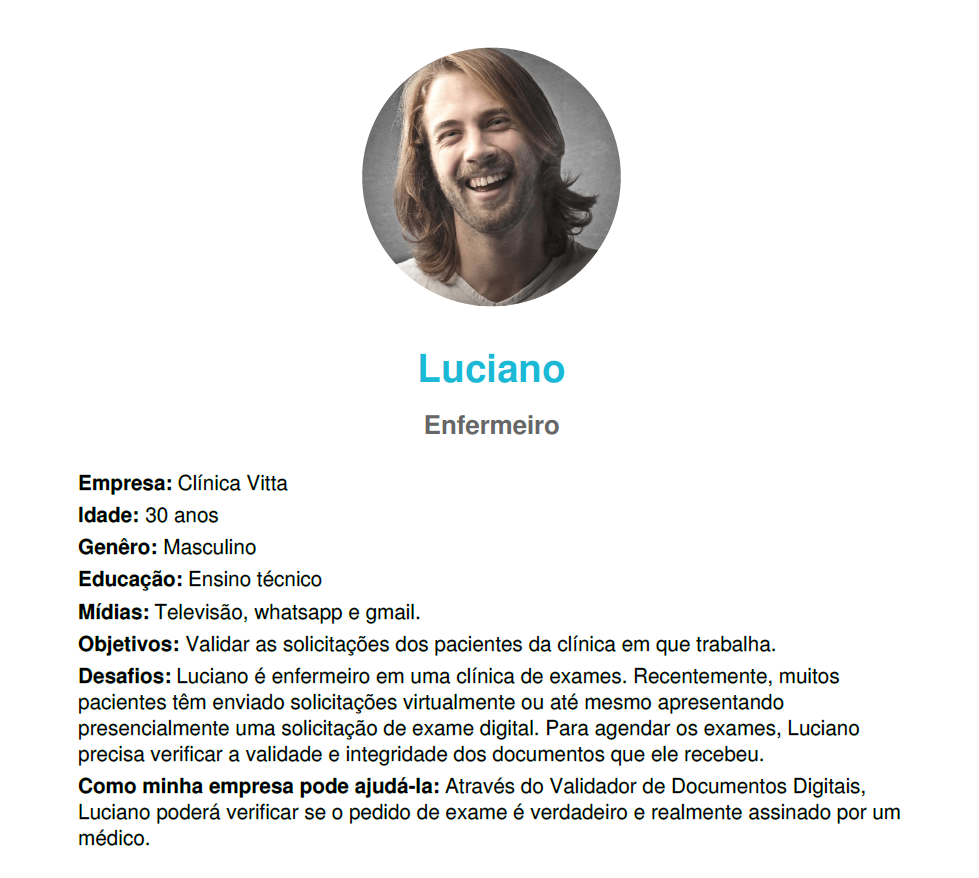 Luciano
Enfermeiro
Empresa: Clínica Vitta
Idade: 30 anos
Genêro: Masculino
Educação: Ensino técnico
Mídias: Televisão, whatsapp e gmail.
Objetivos: Validar as solicitações dos pacientes da clínica em que trabalha.
Desafios: Luciano é enfermeiro em uma clínica de exames. Recentemente, muitos
pacientes têm enviado solicitações virtualmente ou até mesmo apresentando
presencialmente uma solicitação de exame digital. Para agendar os exames, Luciano
precisa verificar a validade e integridade dos documentos que ele recebeu.
Como minha empresa pode ajudá-la: Através do Validador de Documentos Digitais,
Luciano poderá verificar se o pedido de exame é verdadeiro e realmente assinado por um
médico.